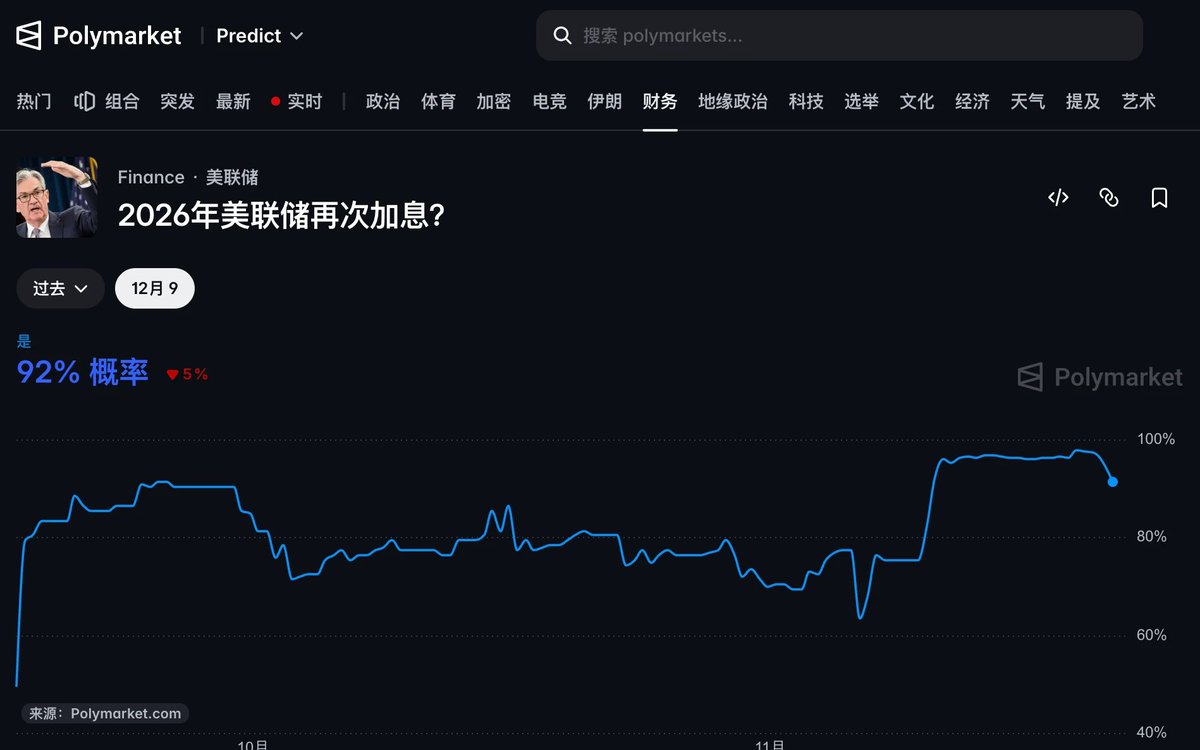 Polymarket | Predict
搜索 polymarkets...
热门 组合 突发 最新 实时 | 政治 体育 加密 电竞 伊朗 财务 地缘政治 科技 选举 文化 经济 天气 提及 艺术
Finance · 美联储
2026年美联储再次加息?
过去 12月 9
是
92% 概率 ▼5%
Polymarket
100%
80%
60%
来源：Polymarket.com
40%
10月 11月